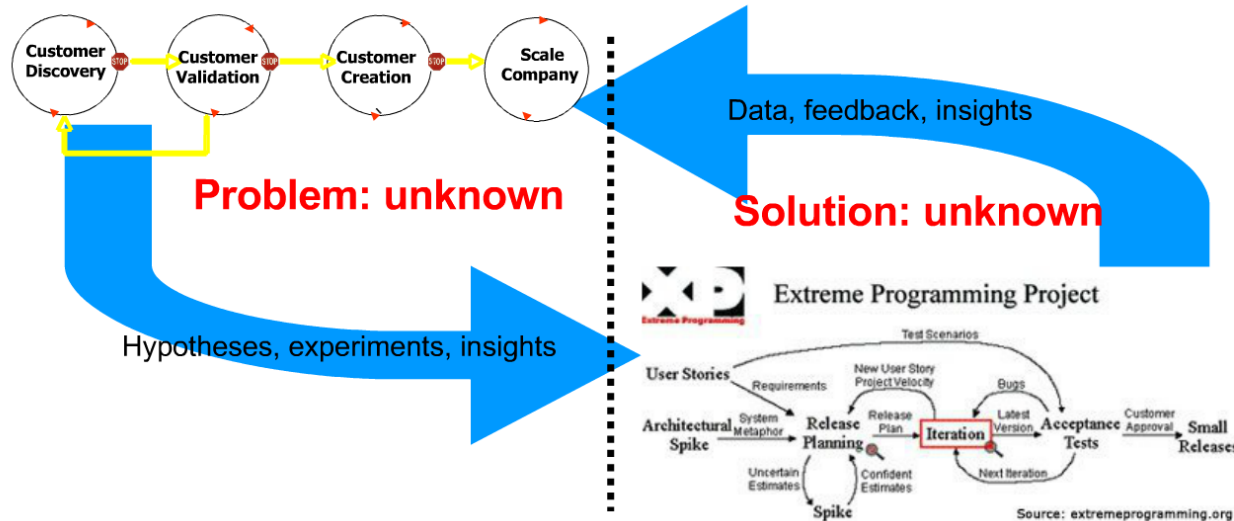 Customer
Discovery
STOP
Customer
Validation
STOP
Customer
Creation
STOP
Scale
Company
Data, feedback, insights
Problem: unknown
Solution: unknown
Hypotheses, experiments, insights
XP
Extreme Programming
Extreme Programming Project
Test Scenarios
User Stories
Requirements
New User Story
Project Velocity
Bugs
Architectural
Spike
System
Metaphor
Release
Planning
Release
Plan
Iteration
Latest
Version
Acceptance
Tests
Customer
Approval
Small
Releases
Uncertain
Estimates
Confident
Estimates
Next Iteration
Spike
Source: extremeprogramming.org